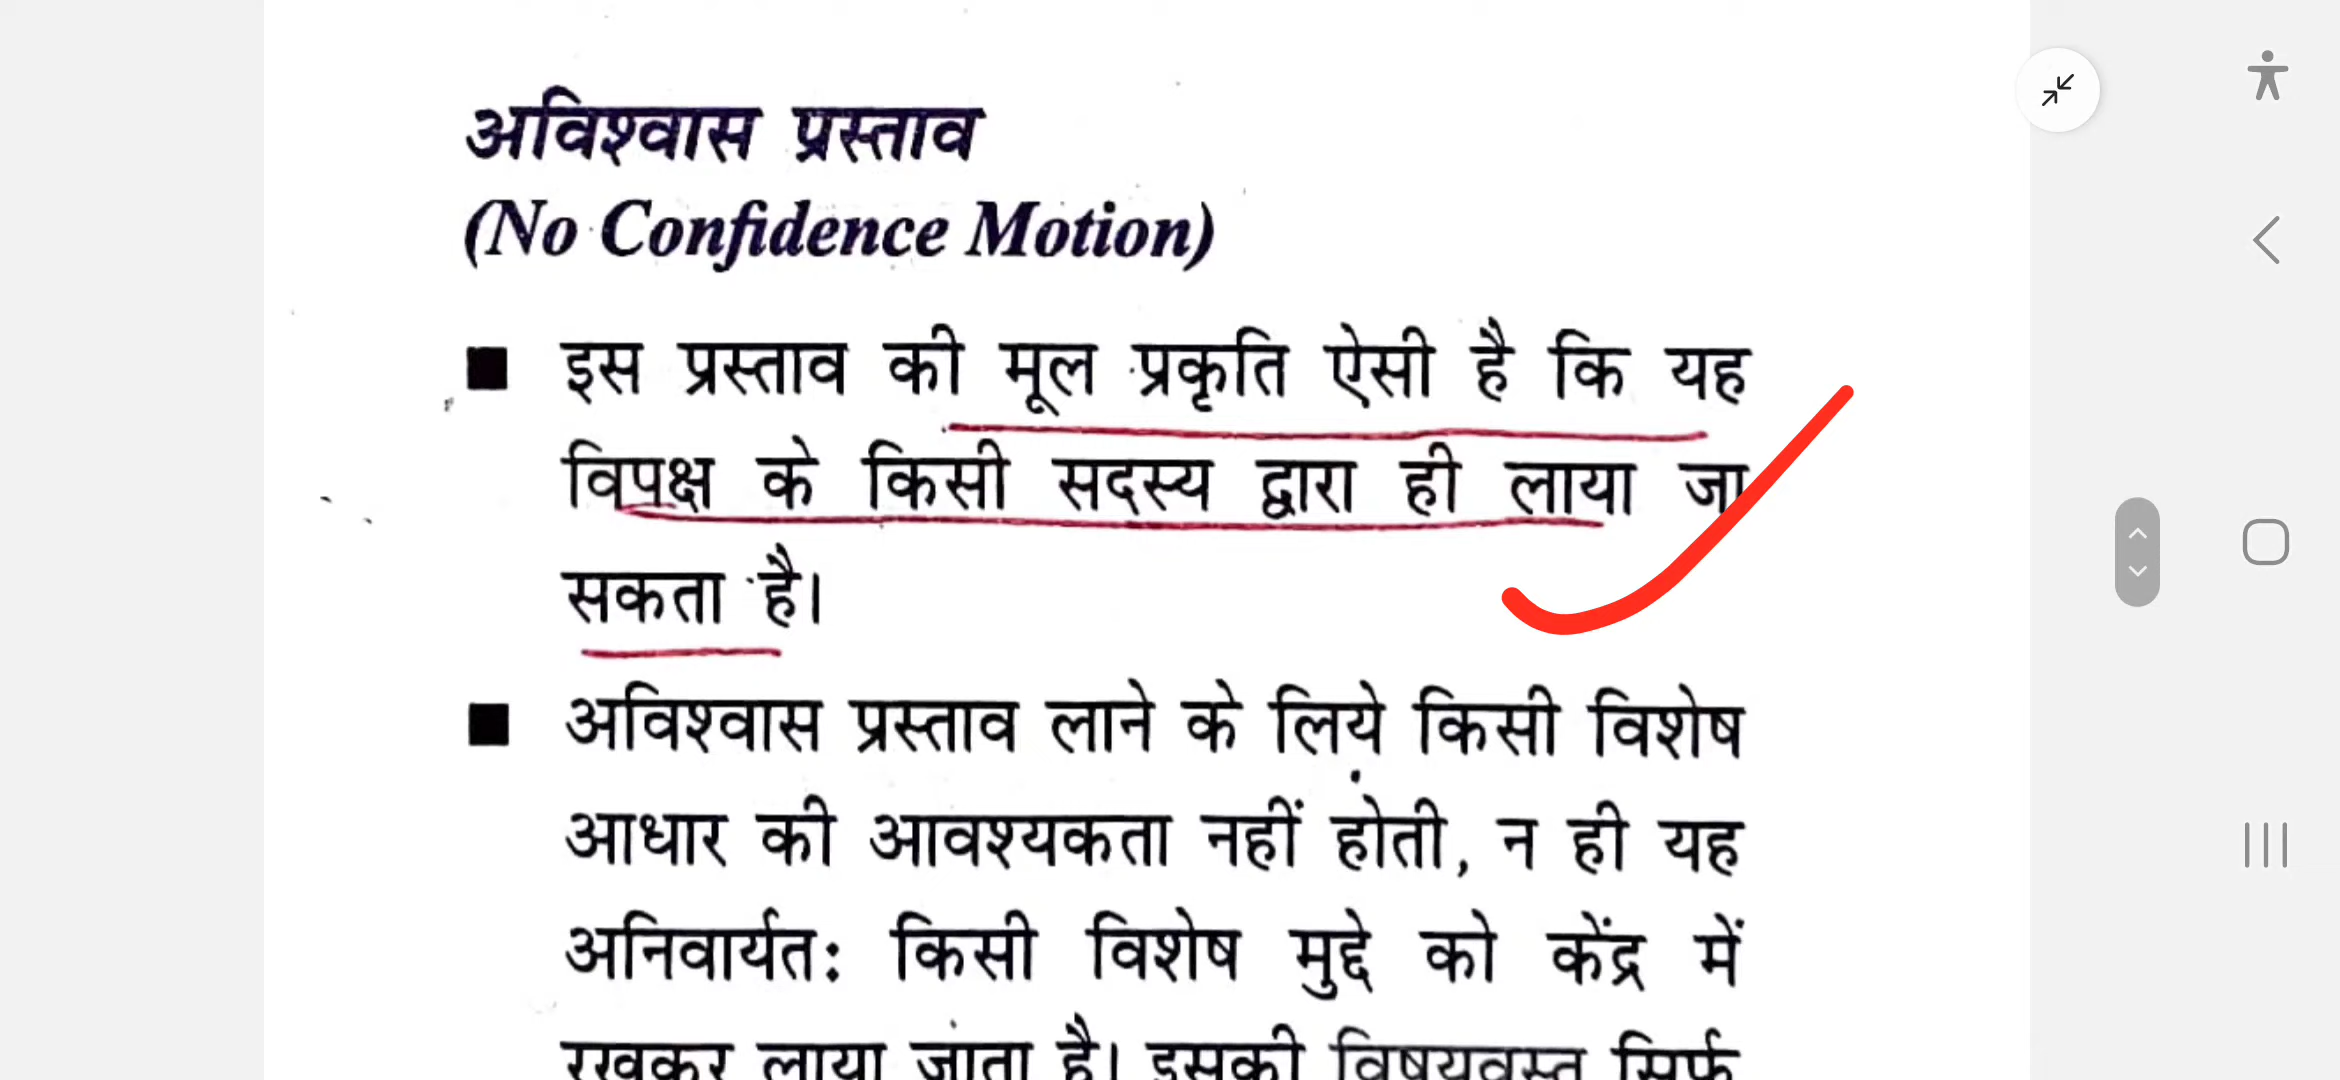 अविश्वास प्रस्ताव
(No Confidence Motion)
■ इस प्रस्ताव की मूल प्रकृति ऐसी है कि यह
विपक्ष के किसी सदस्य द्वारा ही लाया जा
सकता है।
■ अविश्वास प्रस्ताव लाने के लिये किसी विशेष
आधार की आवश्यकता नहीं होती, न ही यह
अनिवार्यतः किसी विशेष मुद्दे को केंद्र में
रखकर लाया जाता है। इसकी विषयवस्तु सिर्फ